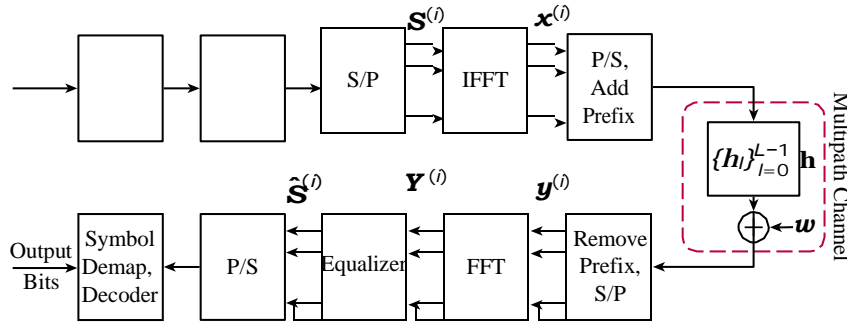 S^(i)
x^(i)
S/P
IFFT
P/S,
Add
Prefix
{h_l}_{l=0}^{L−1}
h
w
Multipath Channel
Ŝ^(i)
Y^(i)
y^(i)
Output
Bits
Symbol
Demap,
Decoder
P/S
Equalizer
FFT
Remove
Prefix,
S/P